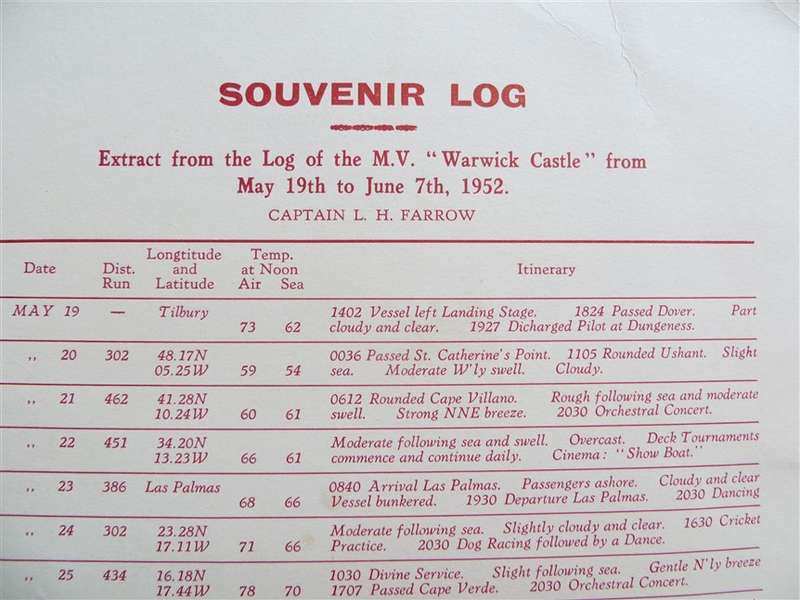 SOUVENIR LOG
Extract from the Log of the M.V. "Warwick Castle" from
May 19th to June 7th, 1952.
CAPTAIN L. H. FARROW
Date Dist. Run Longtitude and Latitude Temp. at Noon Air Sea Itinerary
MAY 19 — Tilbury 73 62 1402 Vessel left Landing Stage. 1824 Passed Dover. Part
cloudy and clear. 1927 Dicharged Pilot at Dungeness.
,, 20 302 48.17N 0036 Passed St. Catherine's Point. 1105 Rounded Ushant. Slight
05.25W 59 54 sea. Moderate W'ly swell. Cloudy.
,, 21 462 41.28N 0612 Rounded Cape Villano. Rough following sea and moderate
10.24W 60 61 swell. Strong NNE breeze. 2030 Orchestral Concert.
,, 22 451 34.20N Moderate following sea and swell. Overcast. Deck Tournaments
13.23W 66 61 commence and continue daily. Cinema: "Show Boat."
,, 23 386 Las Palmas 0840 Arrival Las Palmas. Passengers ashore. Cloudy and clear
68 66 Vessel bunkered. 1930 Departure Las Palmas. 2030 Dancing
,, 24 302 23.28N Moderate following sea. Slightly cloudy and clear. 1630 Cricket
17.11W 71 66 Practice. 2030 Dog Racing followed by a Dance.
,, 25 434 16.18N 1030 Divine Service. Slight following sea. Gentle N'ly breeze
17.44W 78 70 1707 Passed Cape Verde. 2030 Orchestral Concert.